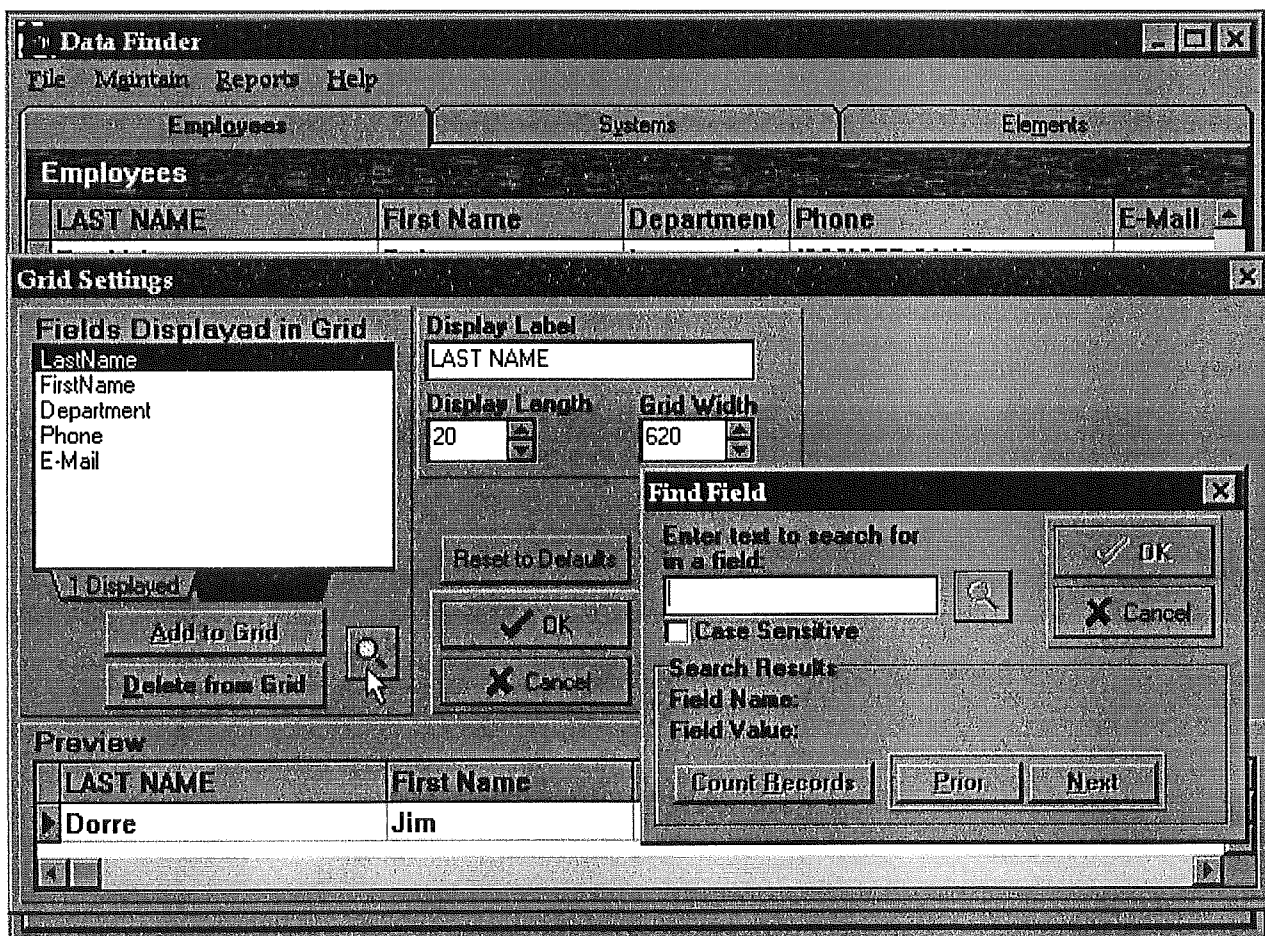 Data Finder
File Maintain Reports Help
Employees Systems Elements
Employees
LAST NAME First Name Department Phone E-Mail
Grid Settings
Fields Displayed in Grid
LastName
FirstName
Department
Phone
E-Mail
1 Displayed
Add to Grid
Delete from Grid
Display Label
LAST NAME
Display Length Grid Width
20 620
Reset to Defaults
OK
Cancel
Find Field
Enter text to search for
in a field:
Case Sensitive
OK
Cancel
Search Results
Field Name:
Field Value:
Count Records Prior Next
Preview
LAST NAME First Name
Dorre Jim